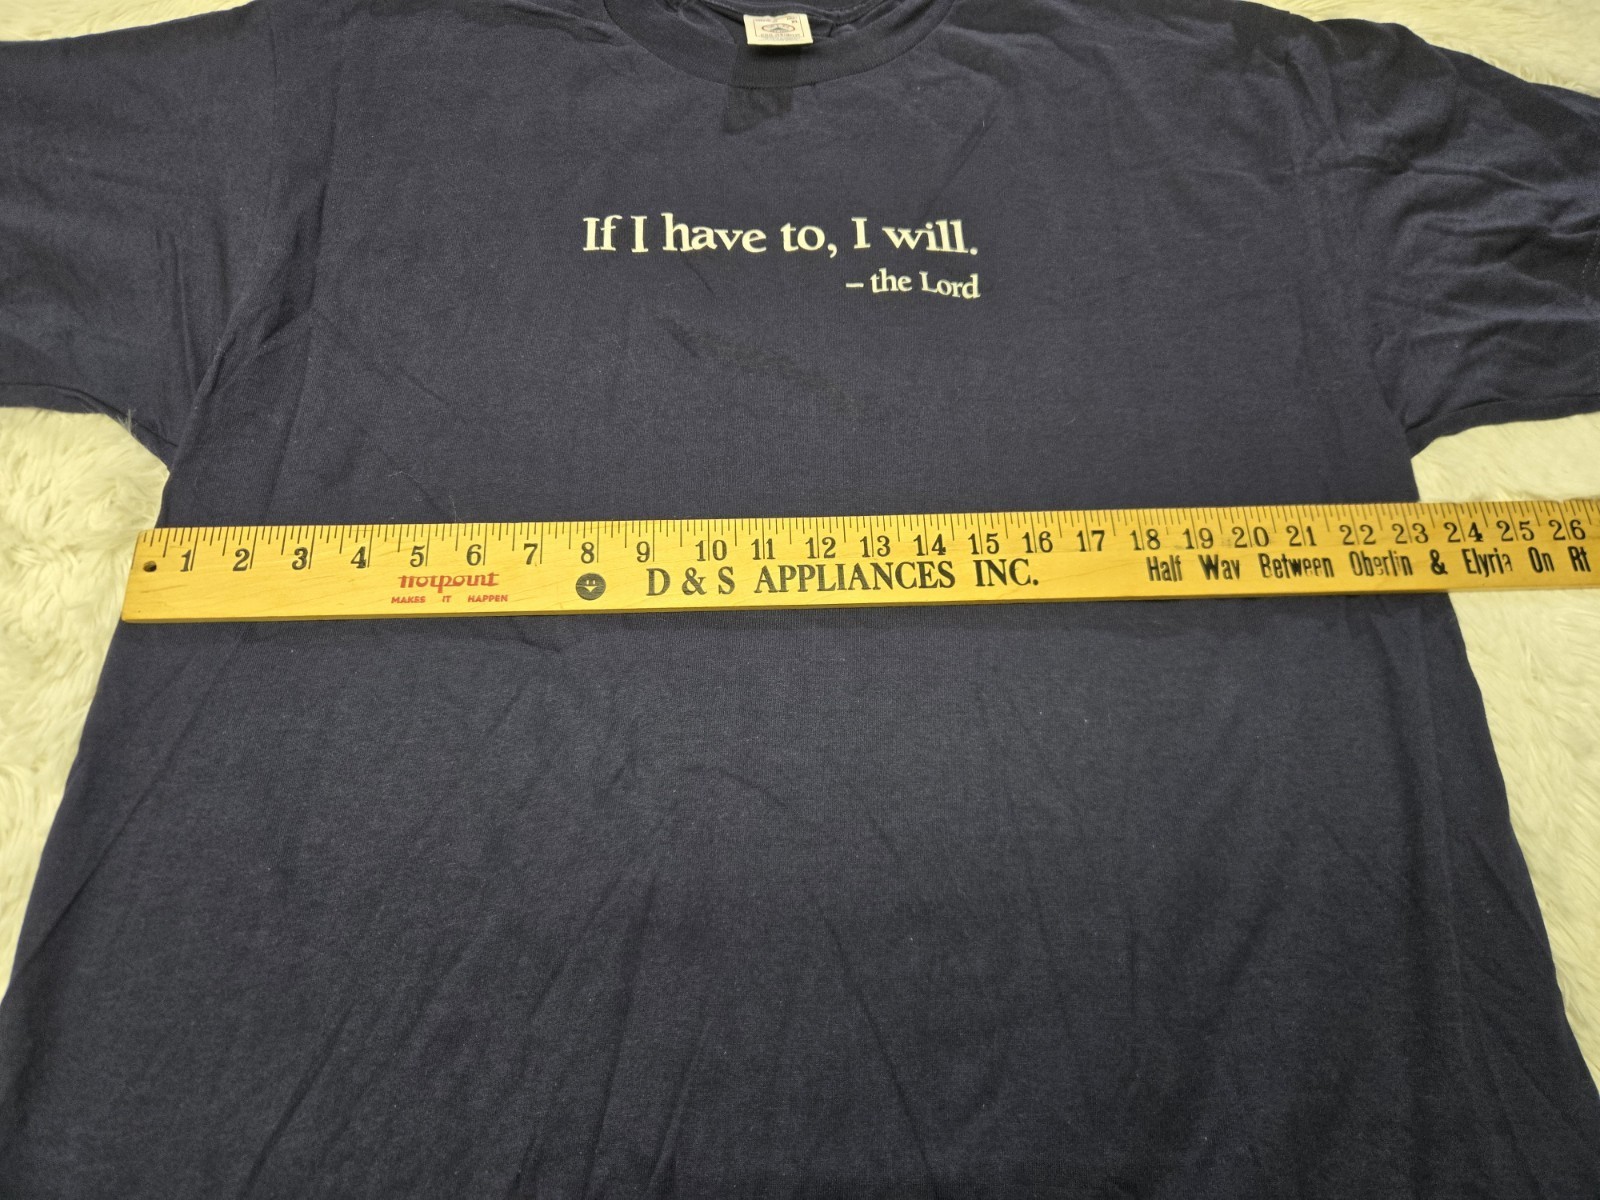 If I have to, I will.
– the Lord
1 2 3 4 5 6 7 8 9 10 11 12 13 14 15 16 17 18 19 20 21 22 23 24 25 26
Hotpoint
MAKES IT HAPPEN
D & S APPLIANCES INC.
Half Way Between Oberlin & Elyria On Rt